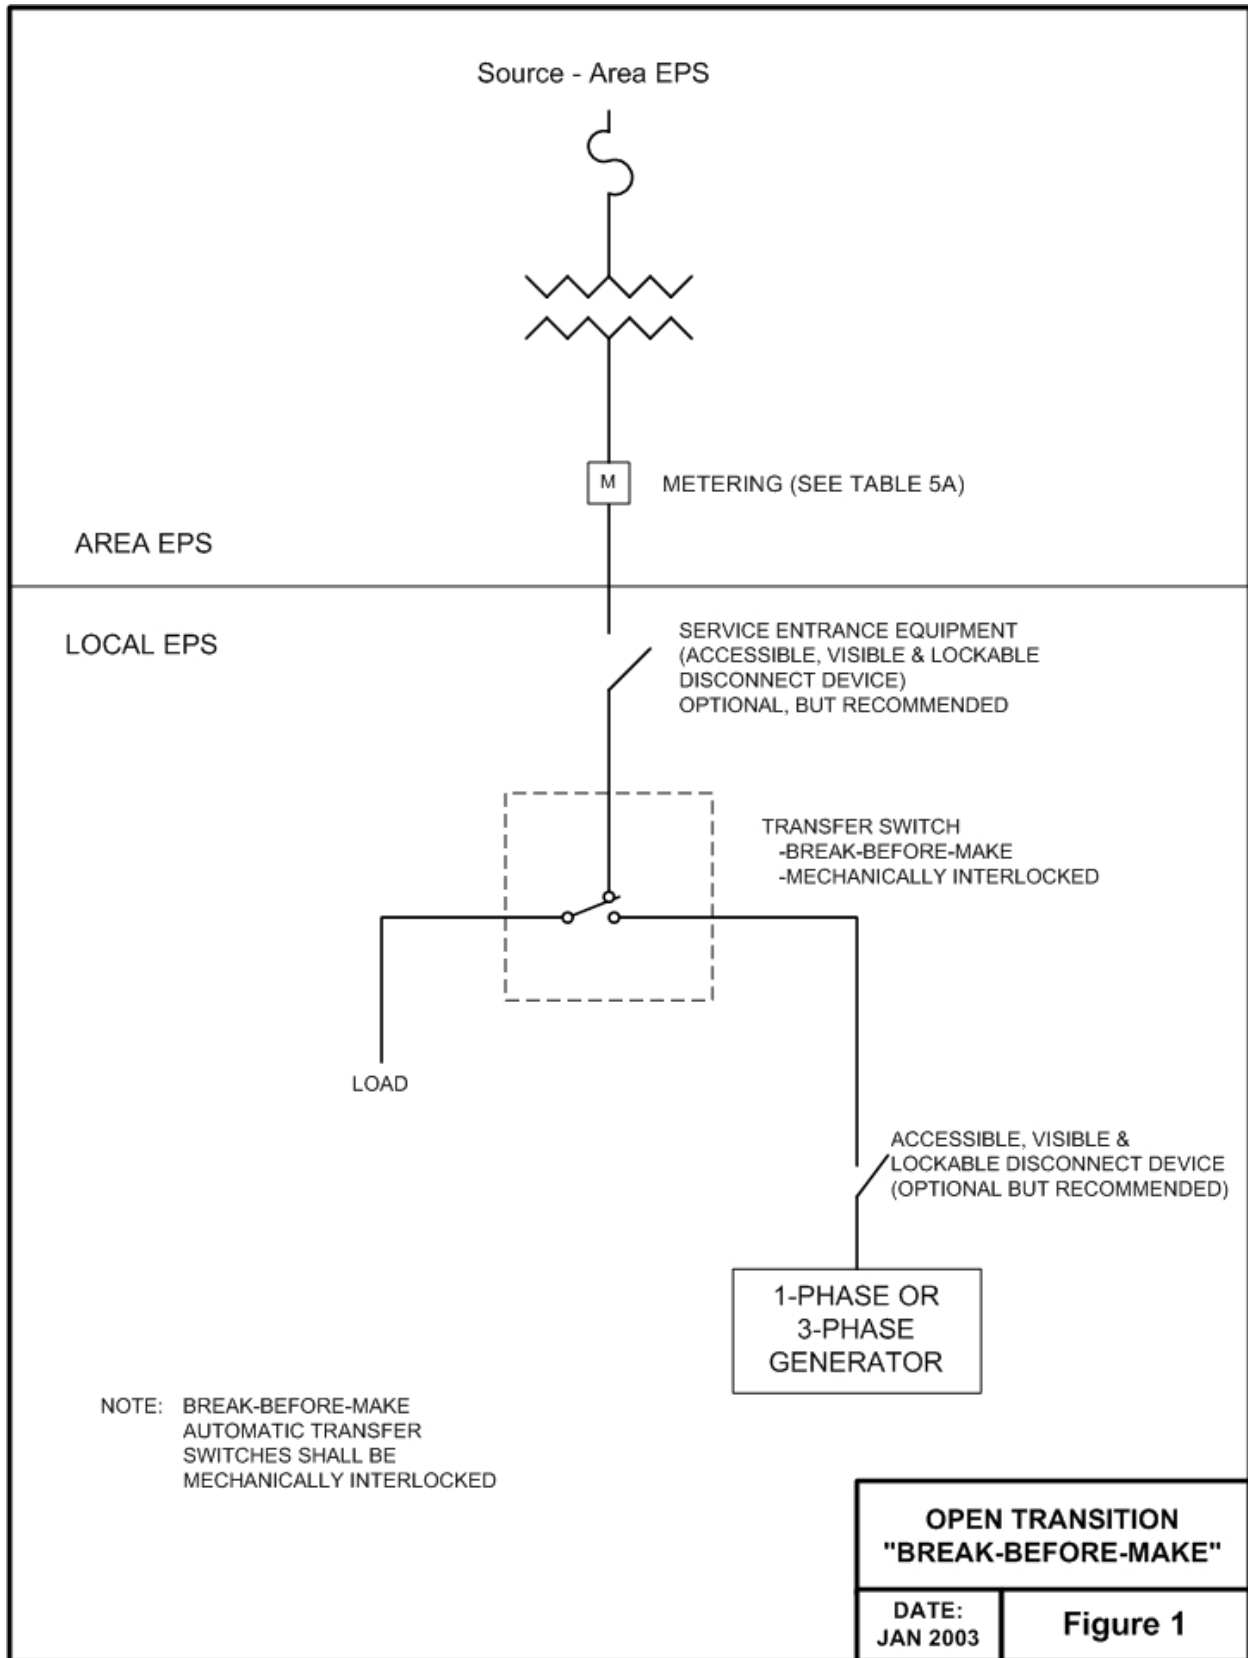 Source - Area EPS
M
METERING (SEE TABLE 5A)
AREA EPS
LOCAL EPS
SERVICE ENTRANCE EQUIPMENT
(ACCESSIBLE, VISIBLE & LOCKABLE
DISCONNECT DEVICE)
OPTIONAL, BUT RECOMMENDED
TRANSFER SWITCH
-BREAK-BEFORE-MAKE
-MECHANICALLY INTERLOCKED
LOAD
ACCESSIBLE, VISIBLE &
LOCKABLE DISCONNECT DEVICE
(OPTIONAL BUT RECOMMENDED)
1-PHASE OR
3-PHASE
GENERATOR
NOTE: BREAK-BEFORE-MAKE
AUTOMATIC TRANSFER
SWITCHES SHALL BE
MECHANICALLY INTERLOCKED
OPEN TRANSITION
"BREAK-BEFORE-MAKE"
DATE:
JAN 2003
Figure 1